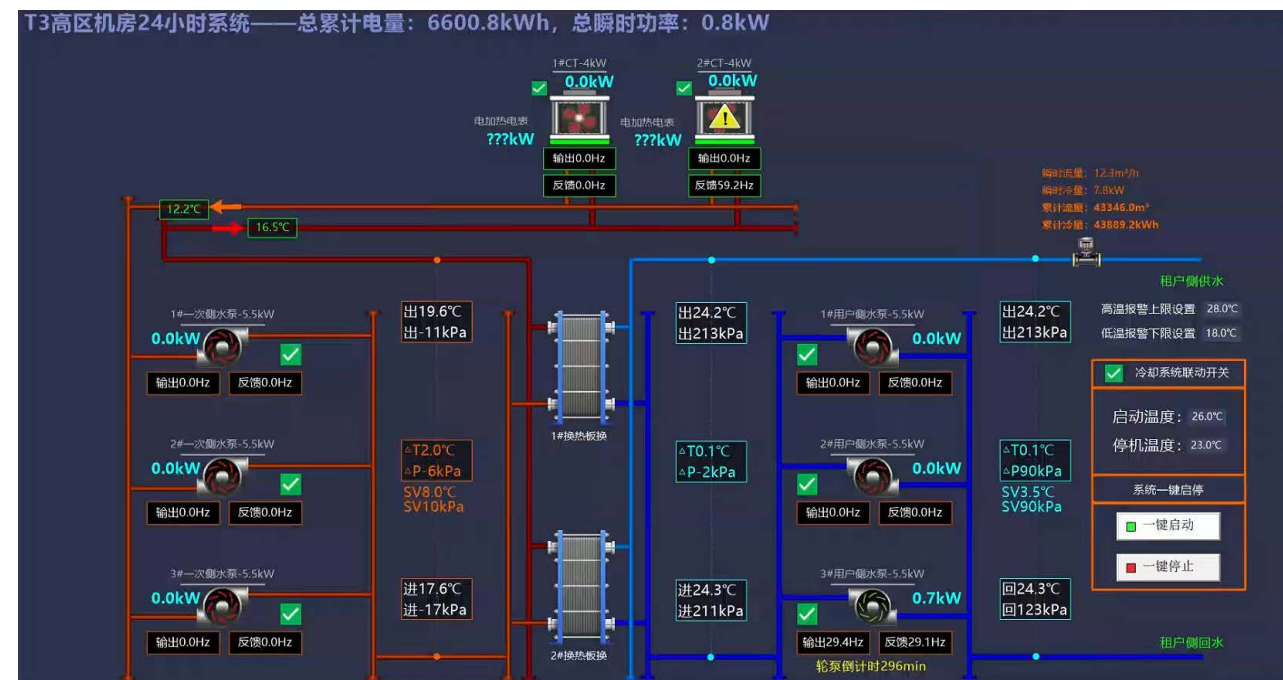 T3高区机房24小时系统——总累计电量：6600.8kWh，总瞬时功率：0.8kW
1#CT-4kW
0.0kW
2#CT-4kW
0.0kW
电加热电表
???kW
电加热电表
???kW
输出0.0Hz
反馈0.0Hz
输出0.0Hz
反馈59.2Hz
瞬时流量：12.3m³/h
瞬时冷量：7.8kW
累计流量：43346.0m³
累计冷量：43889.2kWh
12.2℃
16.5℃
租户侧供水
1#一次侧水泵-5.5kW
0.0kW
输出0.0Hz
反馈0.0Hz
出19.6℃
出-11kPa
1#换热板换
出24.2℃
出213kPa
1#用户侧水泵-5.5kW
0.0kW
输出0.0Hz
反馈0.0Hz
出24.2℃
出213kPa
高温报警上限设置 28.0℃
低温报警下限设置 18.0℃
冷却系统联动开关
启动温度：26.0℃
停机温度：23.0℃
2#一次侧水泵-5.5kW
0.0kW
输出0.0Hz
反馈0.0Hz
△T2.0℃
△P-6kPa
SV8.0℃
SV10kPa
△T0.1℃
△P-2kPa
2#用户侧水泵-5.5kW
0.0kW
输出0.0Hz
反馈0.0Hz
△T0.1℃
△P90kPa
SV3.5℃
SV90kPa
系统一键启停
一键启动
一键停止
3#一次侧水泵-5.5kW
0.0kW
输出0.0Hz
反馈0.0Hz
进17.6℃
进-17kPa
2#换热板换
进24.3℃
进211kPa
3#用户侧水泵-5.5kW
0.7kW
输出29.4Hz
反馈29.1Hz
轮泵倒计时296min
回24.3℃
回123kPa
租户侧回水